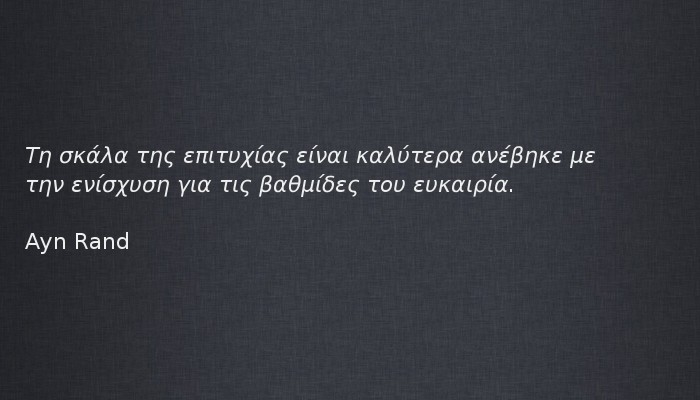 Τη σκάλα της επιτυχίας είναι καλύτερα ανέβηκε με
την ενίσχυση για τις βαθμίδες του ευκαιρία.
Ayn Rand